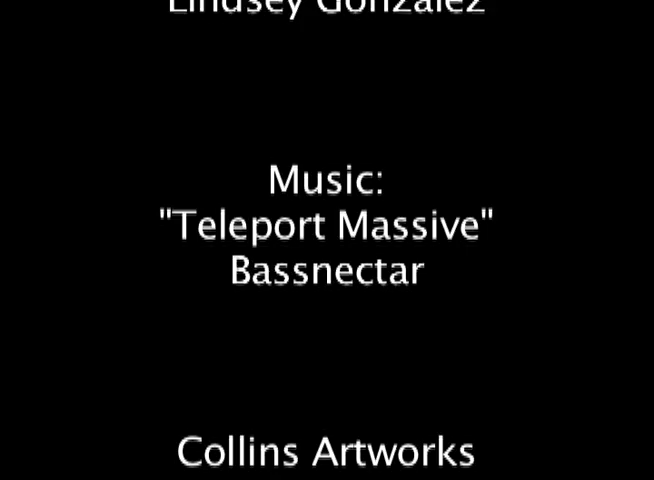 Lindsey Gonzalez
Music:
"Teleport Massive"
Bassnectar
Collins Artworks